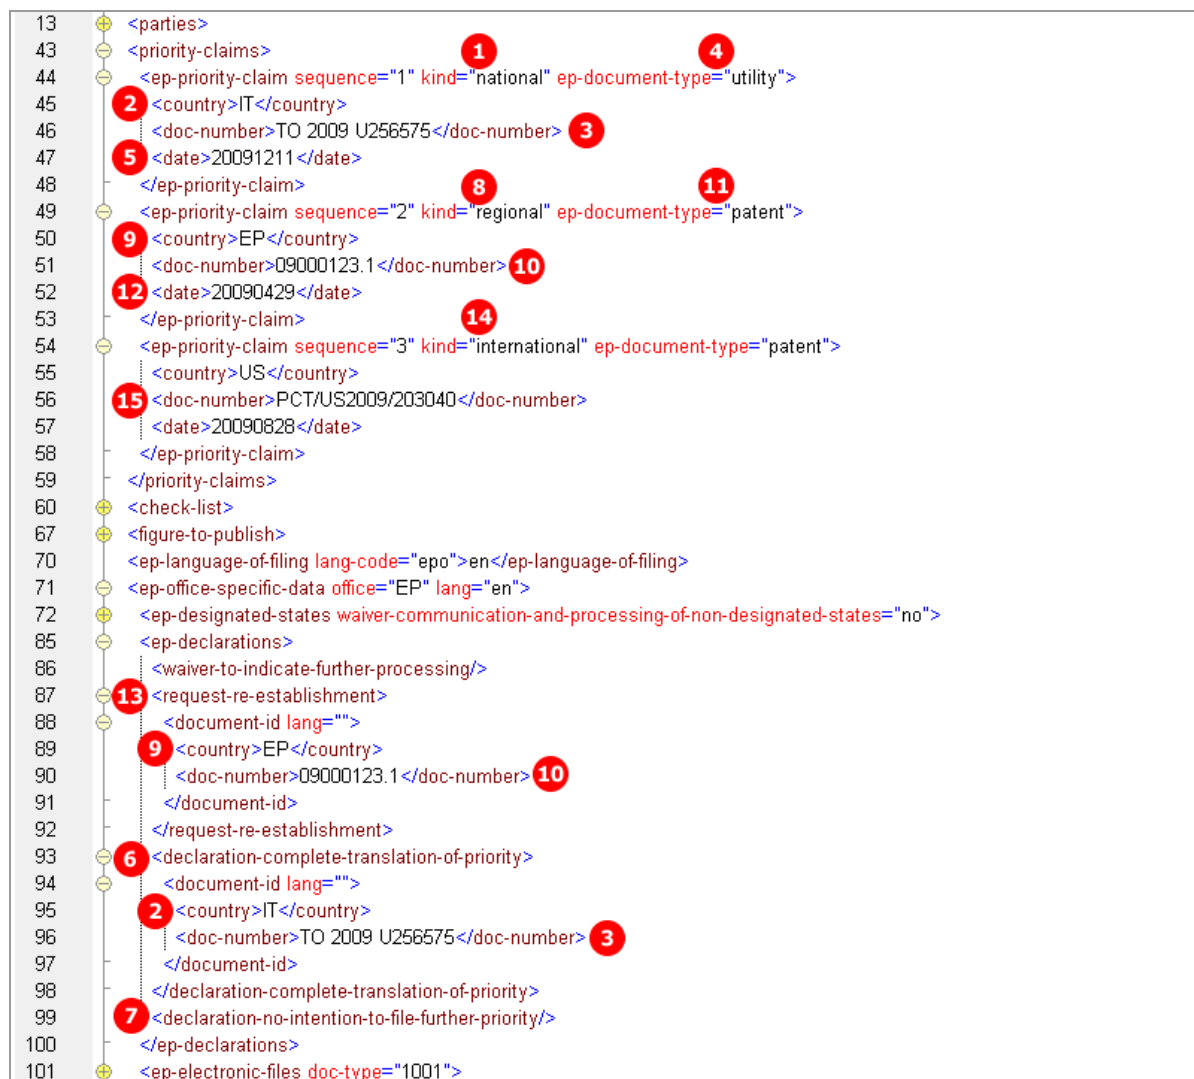 13 <parties>
43 <priority-claims> 1 4
44 <ep-priority-claim sequence="1" kind="national" ep-document-type="utility">
45 2 <country>IT</country>
46 <doc-number>TO 2009 U256575</doc-number> 3
47 5 <date>20091211</date>
48 </ep-priority-claim> 8 11
49 <ep-priority-claim sequence="2" kind="regional" ep-document-type="patent">
50 9 <country>EP</country>
51 <doc-number>09000123.1</doc-number> 10
52 12 <date>20090429</date>
53 </ep-priority-claim> 14
54 <ep-priority-claim sequence="3" kind="international" ep-document-type="patent">
55 <country>US</country>
56 15 <doc-number>PCT/US2009/203040</doc-number>
57 <date>20090828</date>
58 </ep-priority-claim>
59 </priority-claims>
60 <check-list>
67 <figure-to-publish>
70 <ep-language-of-filing lang-code="epo">en</ep-language-of-filing>
71 <ep-office-specific-data office="EP" lang="en">
72 <ep-designated-states waiver-communication-and-processing-of-non-designated-states="no">
85 <ep-declarations>
86 <waiver-to-indicate-further-processing/>
87 13 <request-re-establishment>
88 <document-id lang="">
89 9 <country>EP</country>
90 <doc-number>09000123.1</doc-number> 10
91 </document-id>
92 </request-re-establishment>
93 6 <declaration-complete-translation-of-priority>
94 <document-id lang="">
95 2 <country>IT</country>
96 <doc-number>TO 2009 U256575</doc-number> 3
97 </document-id>
98 </declaration-complete-translation-of-priority>
99 7 <declaration-no-intention-to-file-further-priority/>
100 </ep-declarations>
101 <ep-electronic-files doc-type="1001">